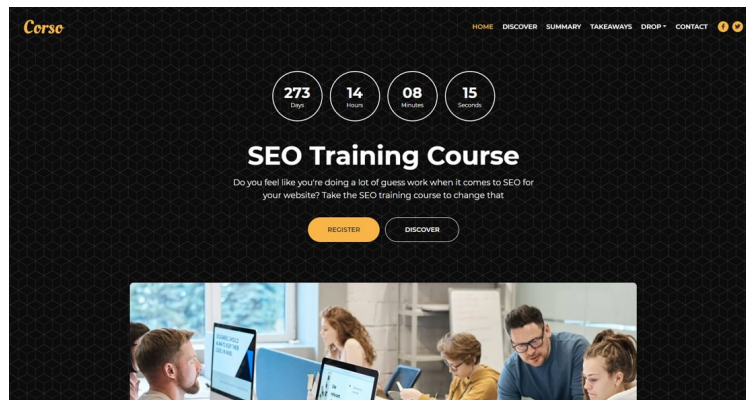 Corso
HOME DISCOVER SUMMARY TAKEAWAYS DROP CONTACT
273 14 08 15
Days Hours Minutes Seconds
SEO Training Course
Do you feel like you're doing a lot of guess work when it comes to SEO for
your website? Take the SEO training course to change that
REGISTER DISCOVER